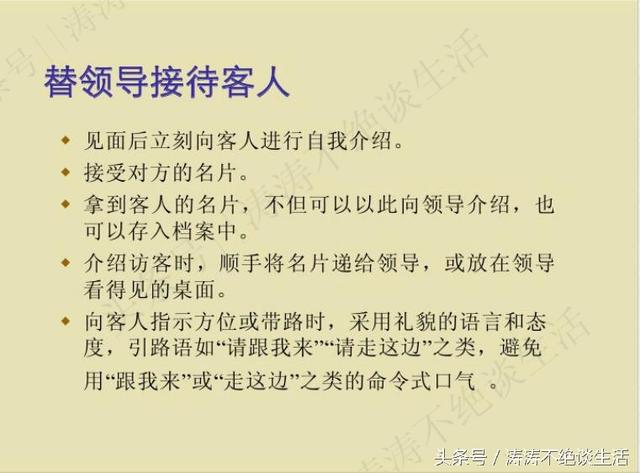 替领导接待客人
见面后立刻向客人进行自我介绍。
接受对方的名片。
拿到客人的名片，不但可以以此向领导介绍，也
可以存入档案中。
介绍访客时，顺手将名片递给领导，或放在领导
看得见的桌面。
向客人指示方位或带路时，采用礼貌的语言和态
度，引路语如“请跟我来”“请走这边”之类，避免
用“跟我来”或“走这边”之类的命令式口气 。
头条号 / 涛涛不绝谈生活